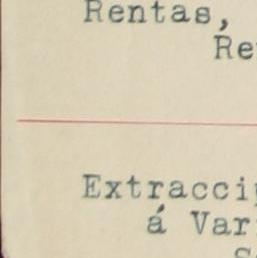 Rentas,
Re
Extracci
á Var
S